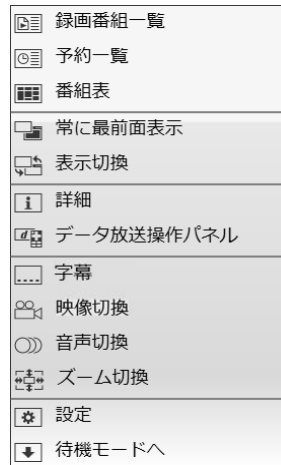 録画番組一覧
予約一覧
番組表
常に最前面表示
表示切換
詳細
データ放送操作パネル
字幕
映像切換
音声切換
ズーム切換
設定
待機モードへ